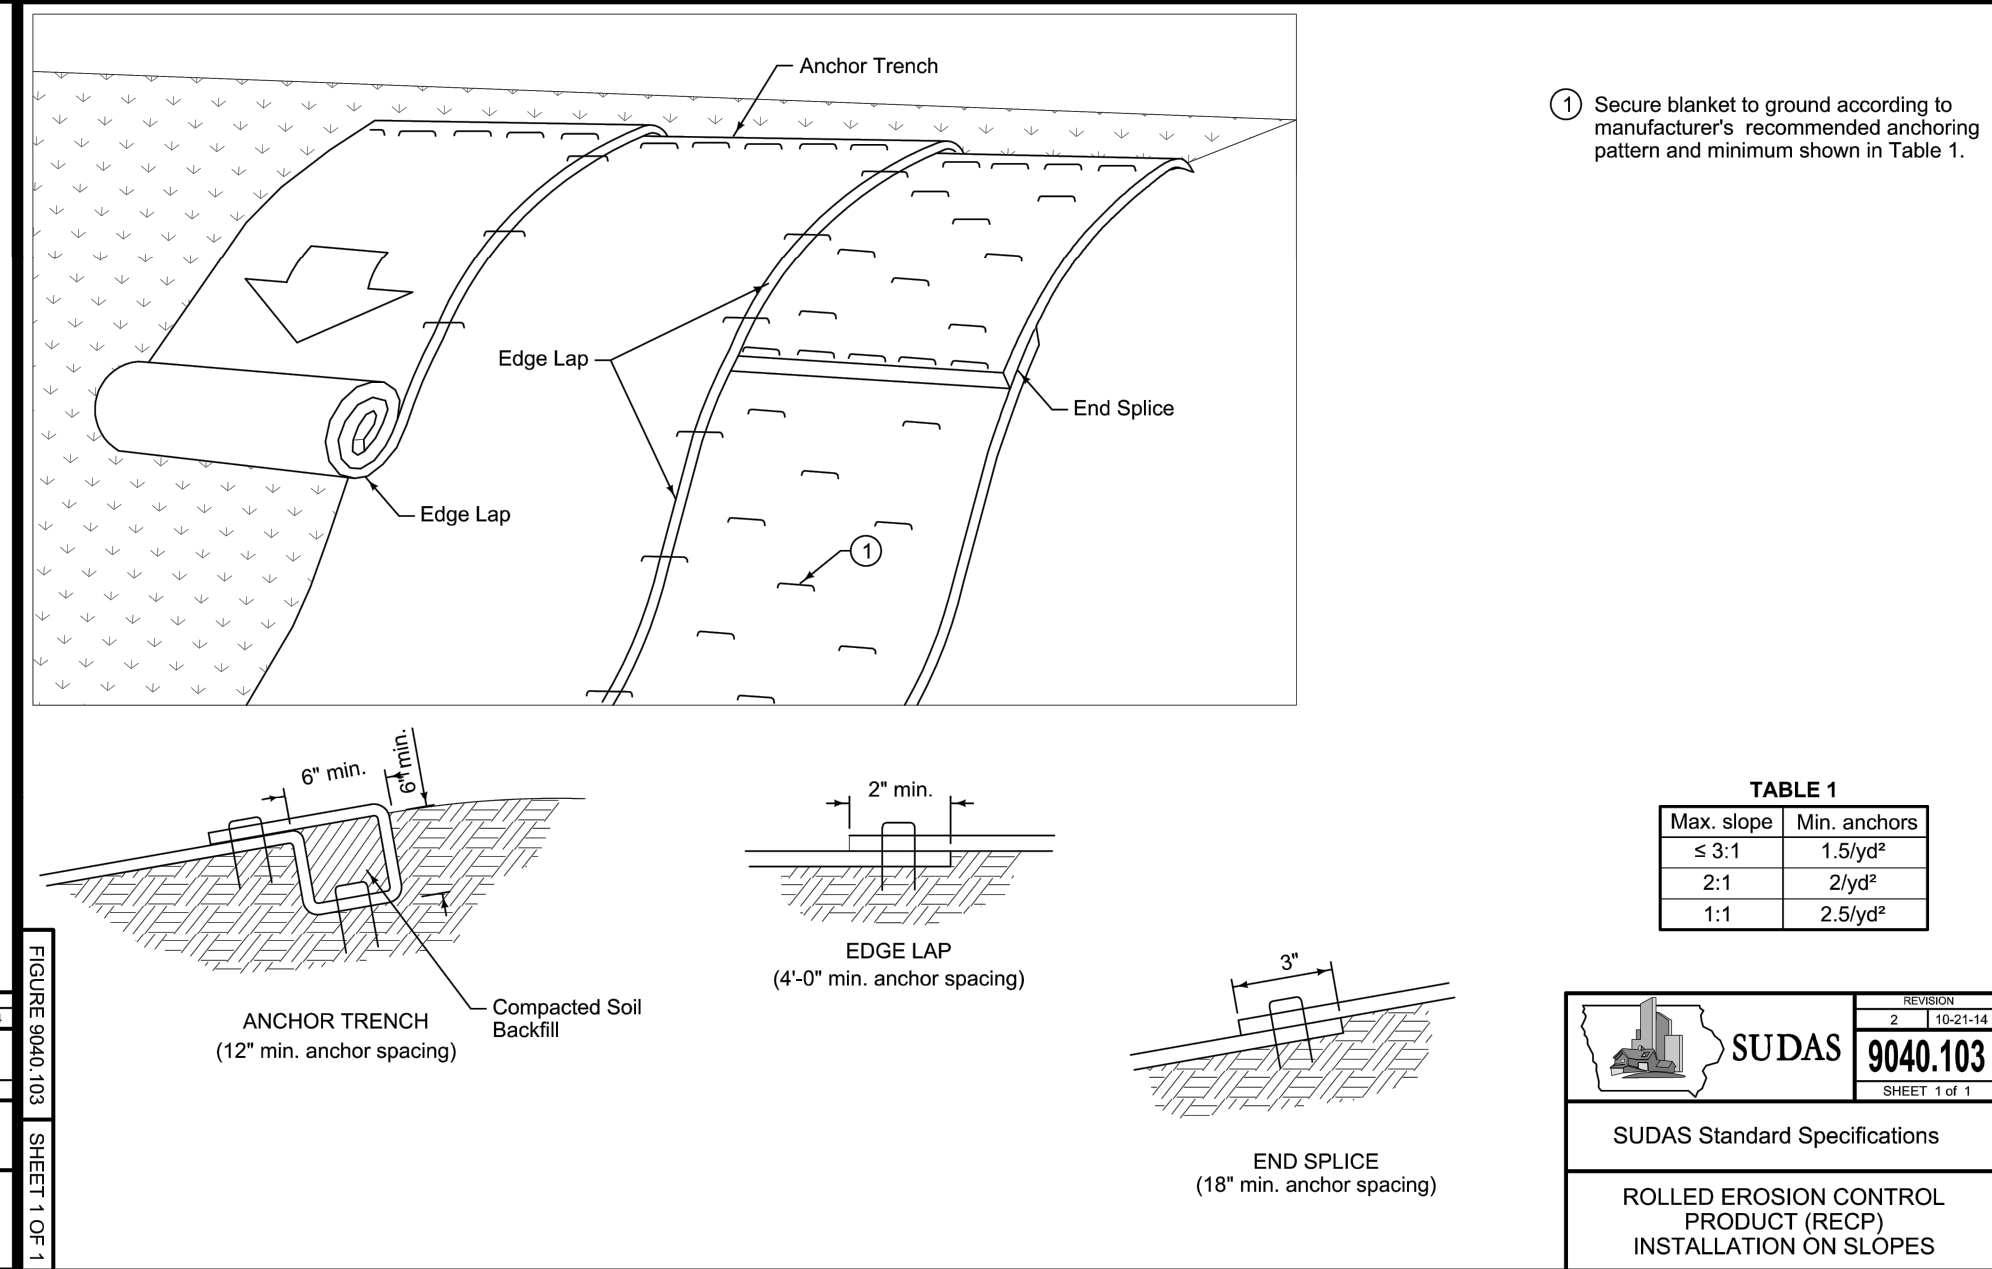 Anchor Trench
Edge Lap
End Splice
Edge Lap
1
1 Secure blanket to ground according to
manufacturer's recommended anchoring
pattern and minimum shown in Table 1.
6" min.
6" min.
Compacted Soil
Backfill
ANCHOR TRENCH
(12" min. anchor spacing)
2" min.
EDGE LAP
(4'-0" min. anchor spacing)
3"
END SPLICE
(18" min. anchor spacing)
TABLE 1
Max. slope Min. anchors
≤ 3:1 1.5/yd²
2:1 2/yd²
1:1 2.5/yd²
FIGURE 9040.103 SHEET 1 OF 1
SUDAS
REVISION
2 10-21-14
9040.103
SHEET 1 of 1
SUDAS Standard Specifications
ROLLED EROSION CONTROL
PRODUCT (RECP)
INSTALLATION ON SLOPES